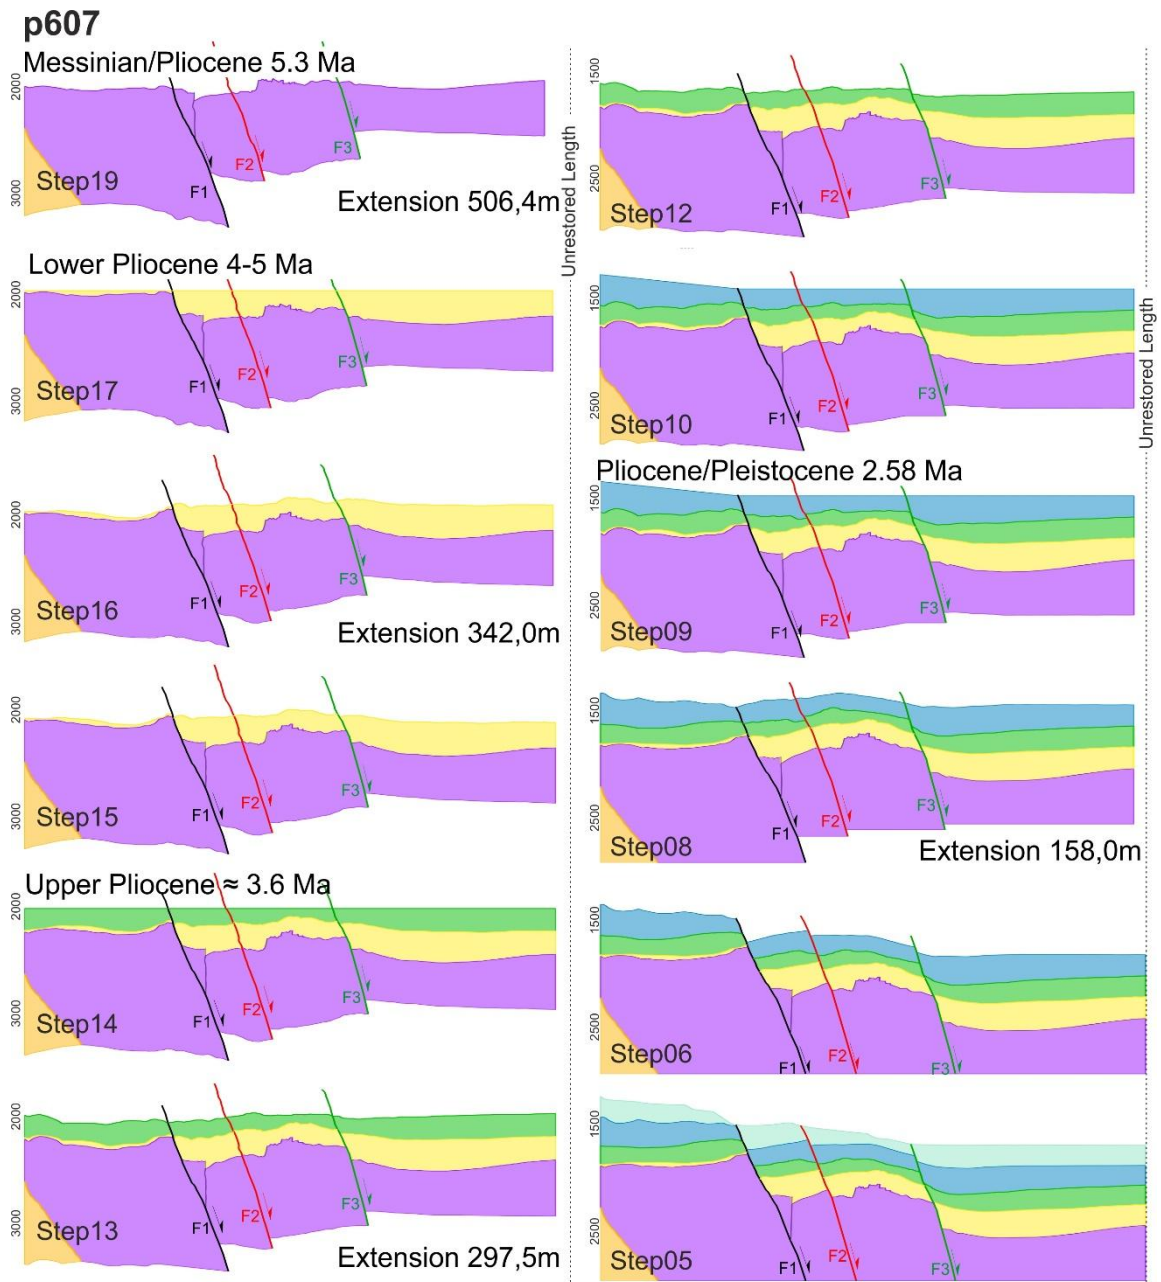 p607
Messinian/Pliocene 5.3 Ma
2000
3000
Step19
F1
F2
F3
Extension 506,4m
Unrestored Length
Lower Pliocene 4-5 Ma
2000
3000
Step17
F1
F2
F3
2000
3000
Step16
F1
F2
F3
Extension 342,0m
2000
3000
Step15
F1
F2
F3
Upper Pliocene ≈ 3.6 Ma
2000
3000
Step14
F1
F2
F3
2000
3000
Step13
F1
F2
F3
Extension 297,5m
1500
2500
Step12
F1
F2
F3
1500
2500
Step10
F1
F2
F3
Unrestored Length
Pliocene/Pleistocene 2.58 Ma
1500
2500
Step09
F1
F2
F3
1500
2500
Step08
F1
F2
F3
Extension 158,0m
1500
2500
Step06
F1
F2
F3
1500
2500
Step05
F1
F2
F3